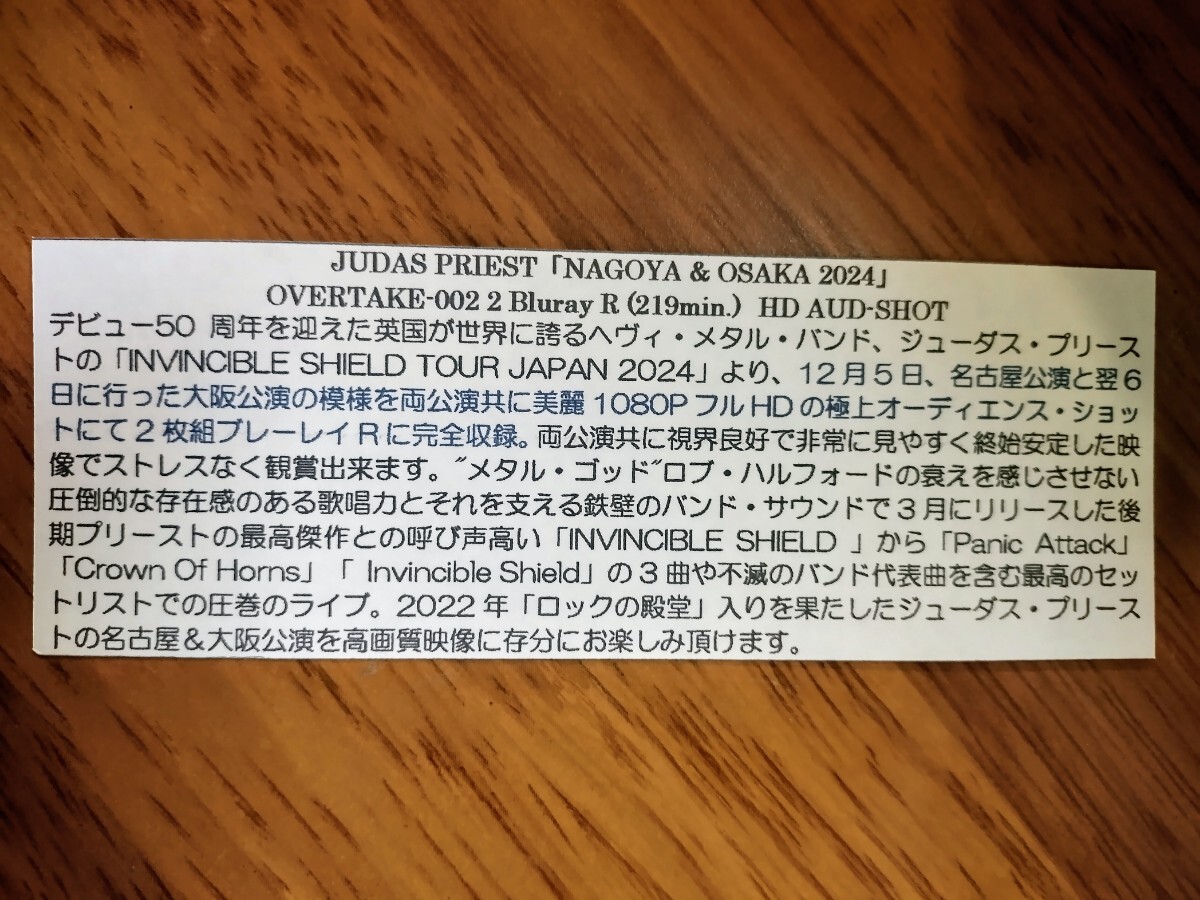 JUDAS PRIEST「NAGOYA & OSAKA 2024」
OVERTAKE-002 2 Bluray R (219min.) HD AUD-SHOT
デビュー50 周年を迎えた英国が世界に誇るヘヴィ・メタル・バンド、ジューダス・プリース
トの「INVINCIBLE SHIELD TOUR JAPAN 2024」より、12月5日、名古屋公演と翌6
日に行った大阪公演の模様を両公演共に美麗1080PフルHDの極上オーディエンス・ショッ
トにて2枚組ブレーレイRに完全収録。両公演共に視界良好で非常に見やすく終始安定した映
像でストレスなく観賞出来ます。"メタル・ゴッド"ロブ・ハルフォードの衰えを感じさせない
圧倒的な存在感のある歌唱力とそれを支える鉄壁のバンド・サウンドで3月にリリースした後
期プリーストの最高傑作との呼び声高い「INVINCIBLE SHIELD 」から「Panic Attack」
「Crown Of Horns」「 Invincible Shield」の3曲や不滅のバンド代表曲を含む最高のセッ
トリストでの圧巻のライブ。2022年「ロックの殿堂」入りを果たしたジューダス・プリース
トの名古屋&大阪公演を高画質映像に存分にお楽しみ頂けます。